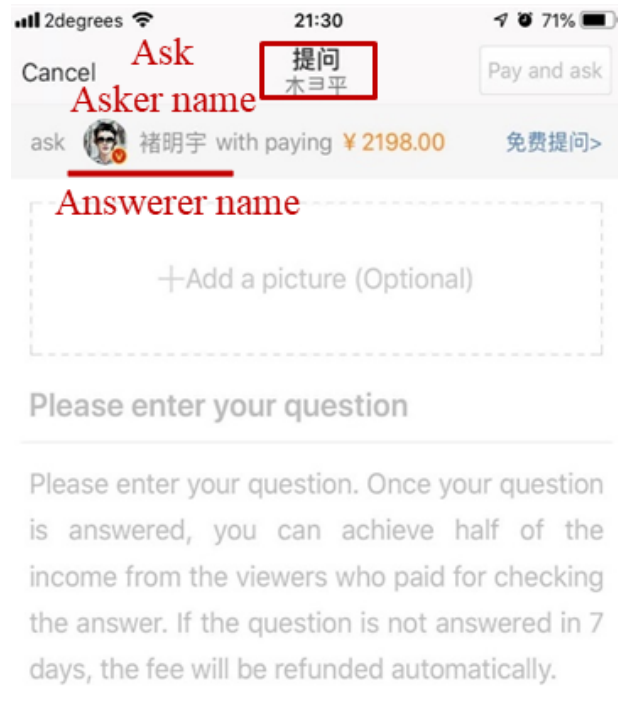 2degrees 21:30 71%
Ask
Cancel 提问 Pay and ask
木彐平
Asker name
ask 褚明宇 with paying ¥2198.00 免费提问>
Answerer name
+Add a picture (Optional)
Please enter your question
Please enter your question. Once your question
is answered, you can achieve half of the
income from the viewers who paid for checking
the answer. If the question is not answered in 7
days, the fee will be refunded automatically.